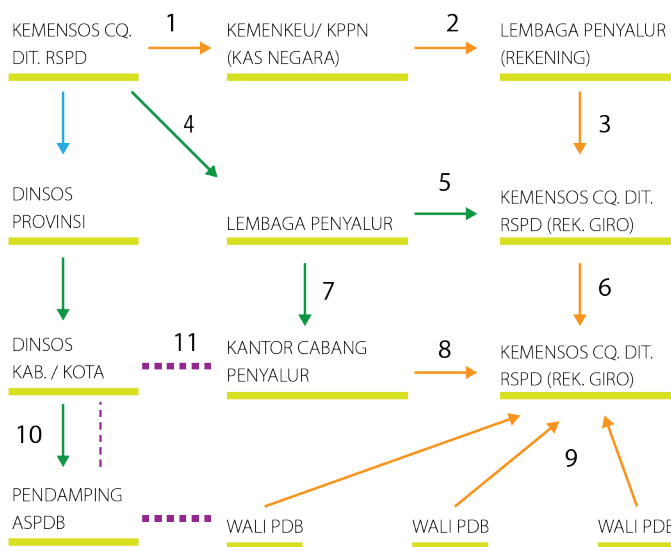 KEMENSOS CQ.
DIT. RSPD
1
KEMENKEU/ KPPN
(KAS NEGARA)
2
LEMBAGA PENYALUR
(REKENING)
3
4
DINSOS
PROVINSI
LEMBAGA PENYALUR
5
KEMENSOS CQ. DIT.
RSPD (REK. GIRO)
6
7
DINSOS
KAB. / KOTA
11
KANTOR CABANG
PENYALUR
8
KEMENSOS CQ. DIT.
RSPD (REK. GIRO)
10
9
PENDAMPING
ASPDB
WALI PDB
WALI PDB
WALI PDB